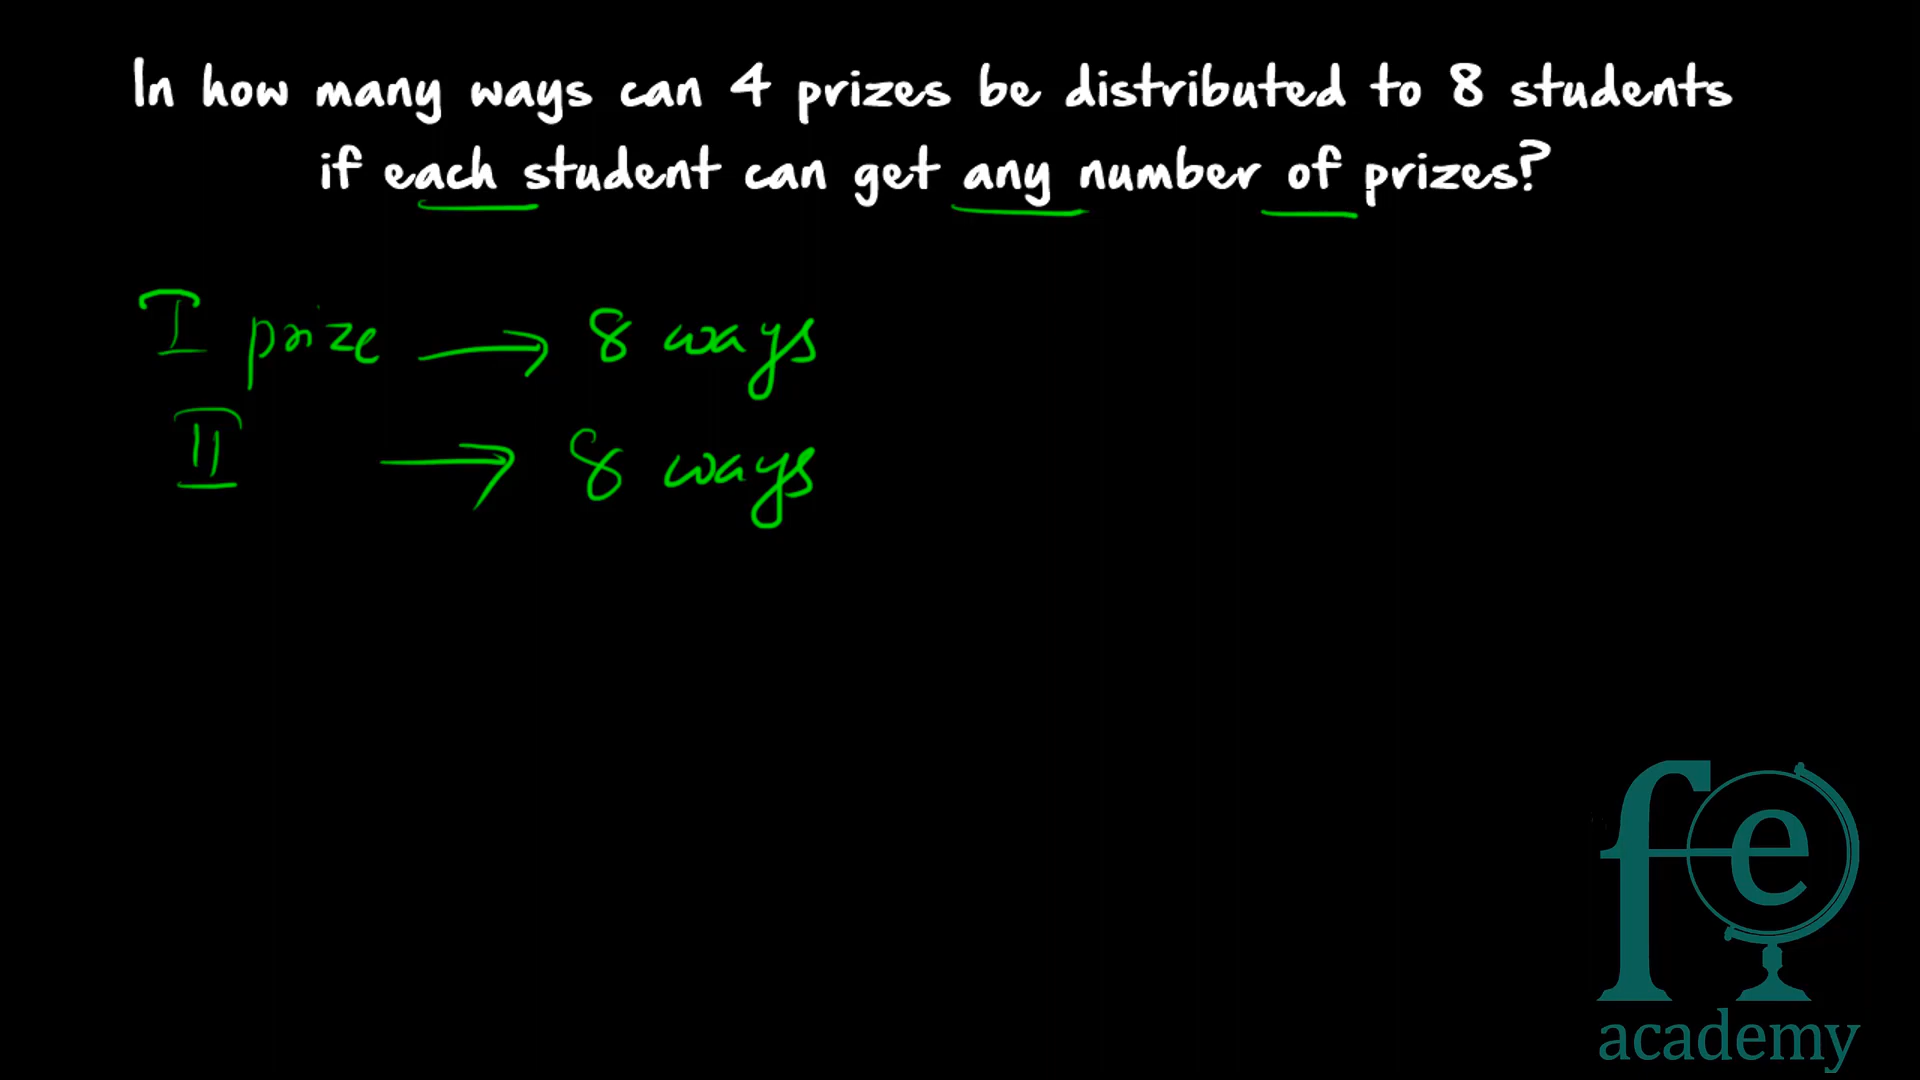 In how many ways can 4 prizes be distributed to 8 students
if each student can get any number of prizes?
I prize → 8 ways
II → 8 ways
fe
academy